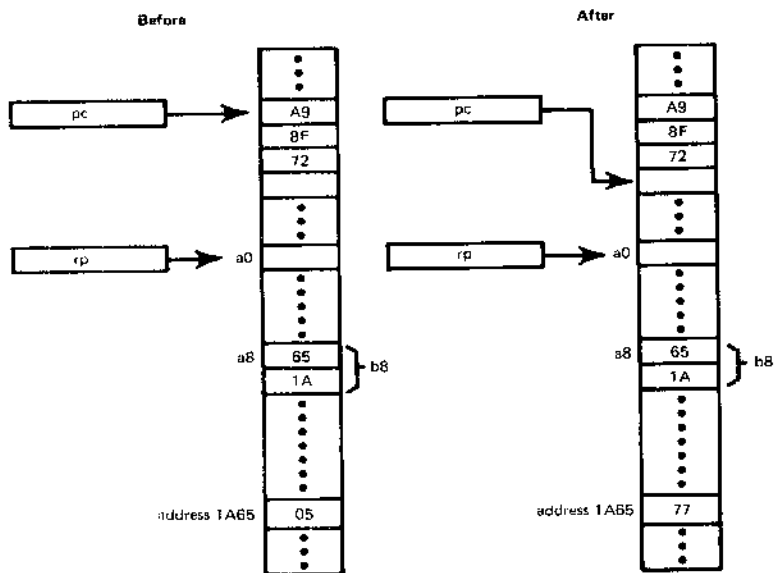 Before
pc
A9
8F
72
rp
a0
a8
65
1A
b8
address 1A65
05
After
pc
A9
8F
72
rp
a0
a8
65
1A
b8
address 1A65
77